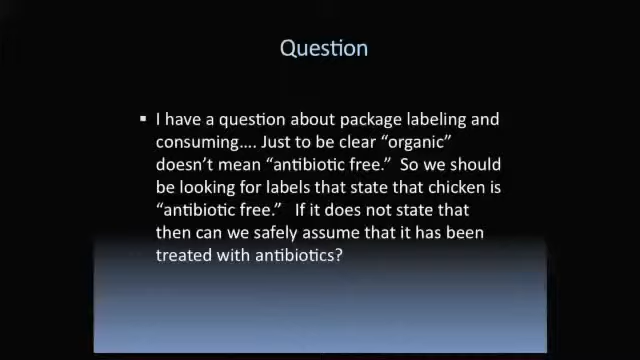 Question
▪ I have a question about package labeling and
consuming.... Just to be clear “organic”
doesn’t mean “antibiotic free.”  So we should
be looking for labels that state that chicken is
“antibiotic free.”   If it does not state that
then can we safely assume that it has been
treated with antibiotics?